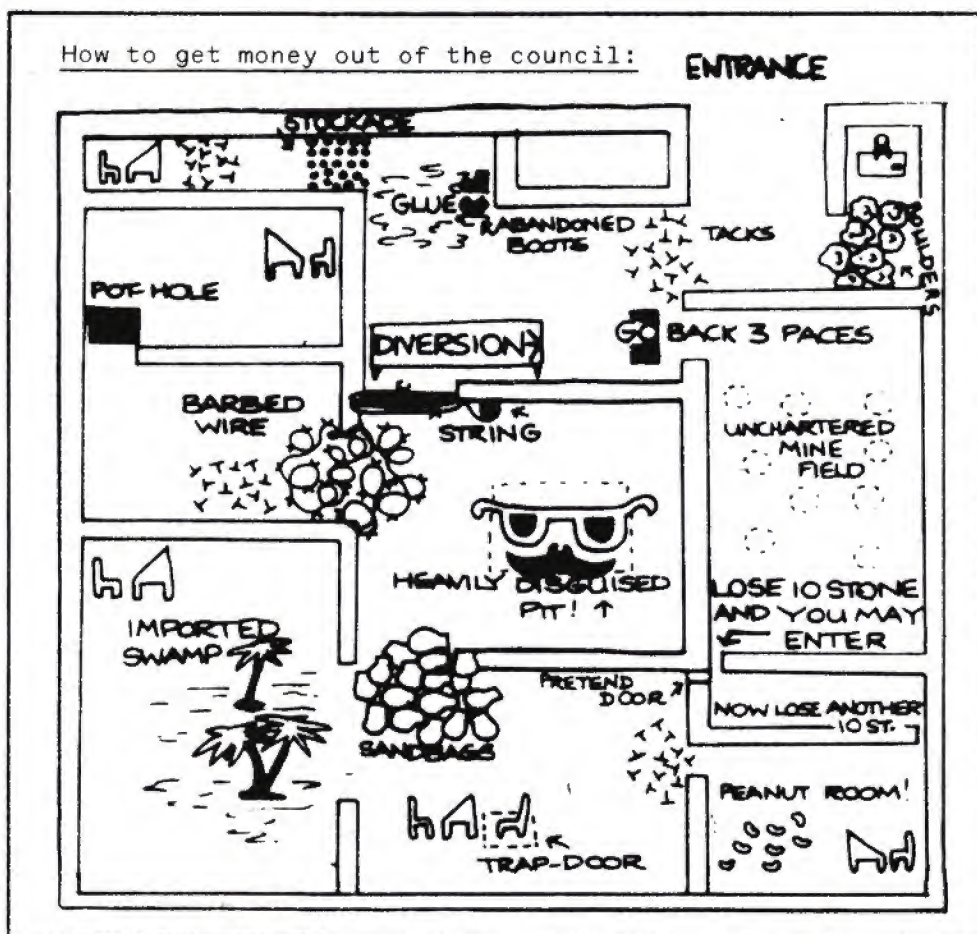 How to get money out of the council:
ENTRANCE
STOCKADE
GLUE
ABANDONED
BOOTS
TACKS
BOULDERS
POT-HOLE
DIVERSION
GO BACK 3 PACES
BARBED
WIRE
STRING
UNCHARTERED
MINE
FIELD
HEAVILY DISGUISED
PIT!
LOSE 10 STONE
AND YOU MAY
ENTER
IMPORTED
SWAMP
PRETEND
DOOR
NOW LOSE ANOTHER
10 ST.
SANDBAGS
PEANUT ROOM!
TRAP-DOOR